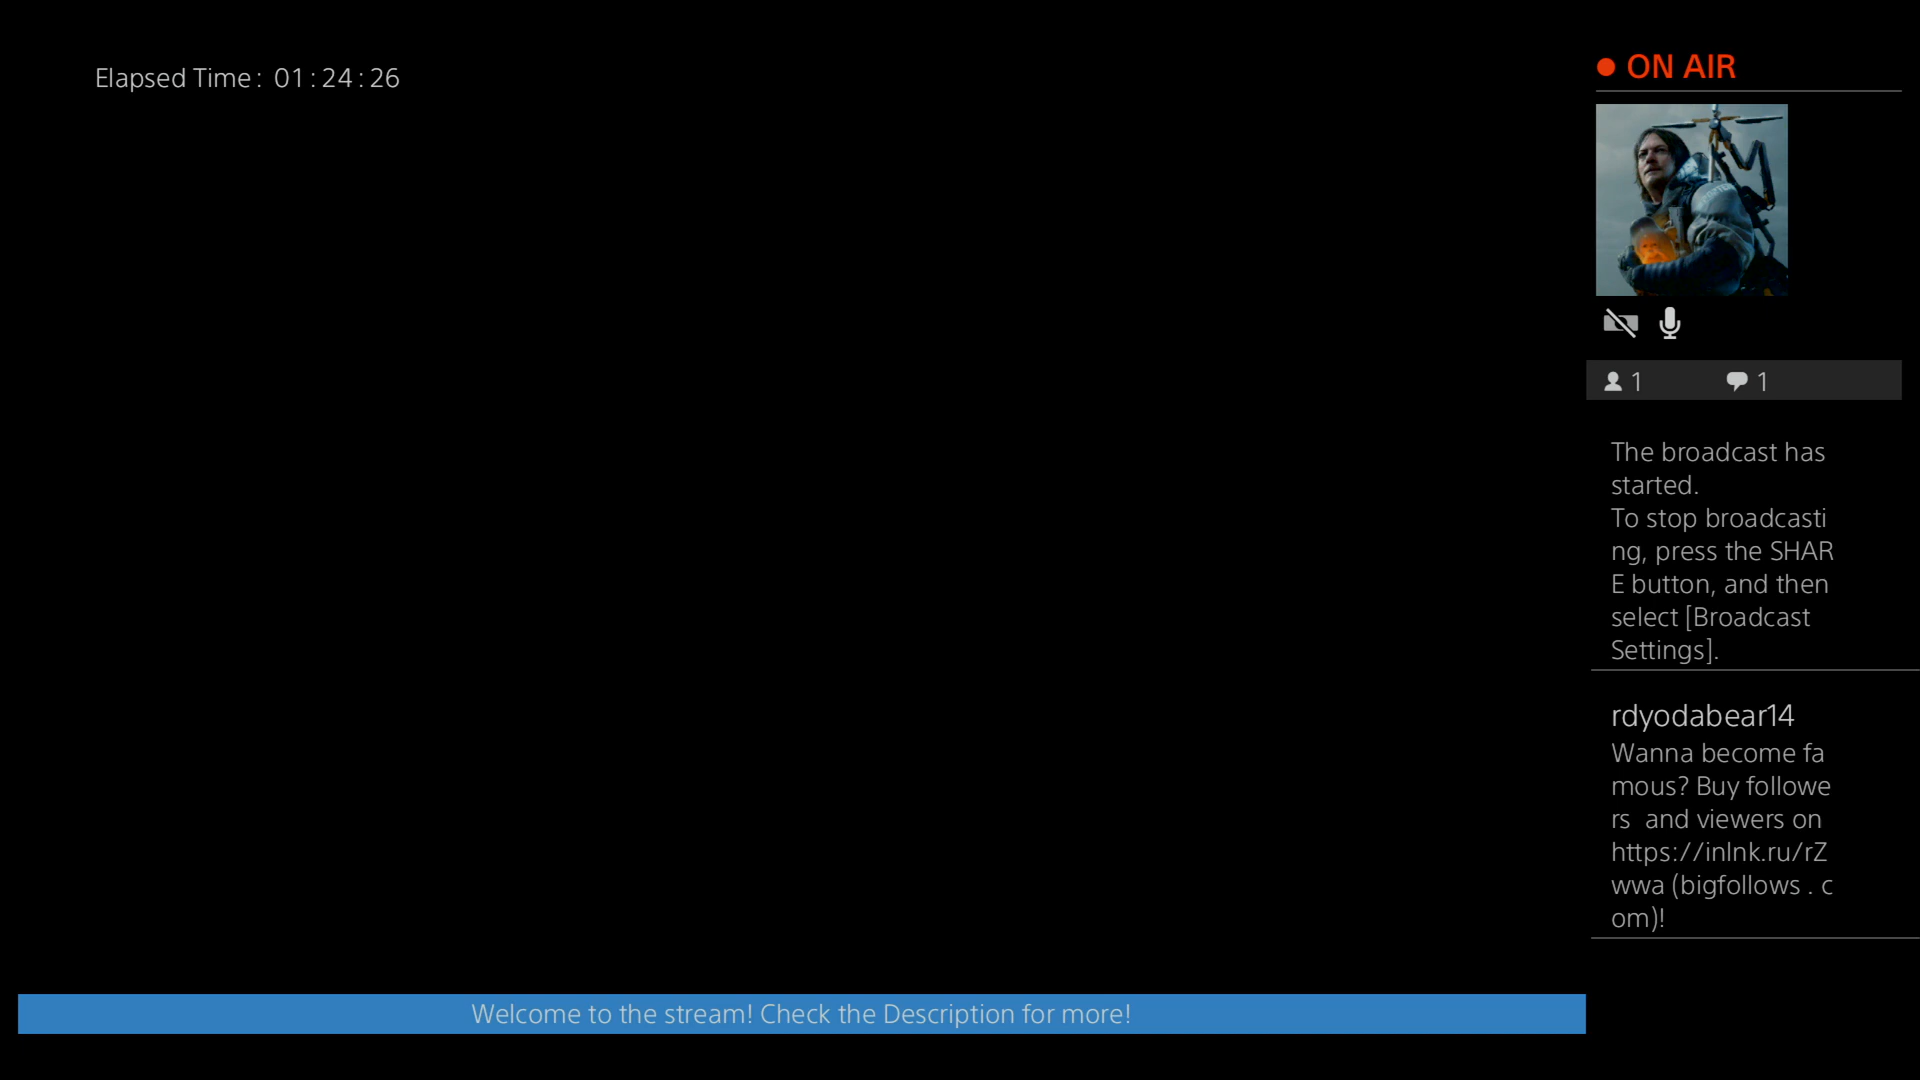 Elapsed Time: 01:24:26
ON AIR
1
1
The broadcast has
started.
To stop broadcasti
ng, press the SHAR
E button, and then
select [Broadcast
Settings].
rdyodabear14
Wanna become fa
mous? Buy followe
rs  and viewers on
https://inlnk.ru/rZ
wwa (bigfollows . c
om)!
Welcome to the stream! Check the Description for more!